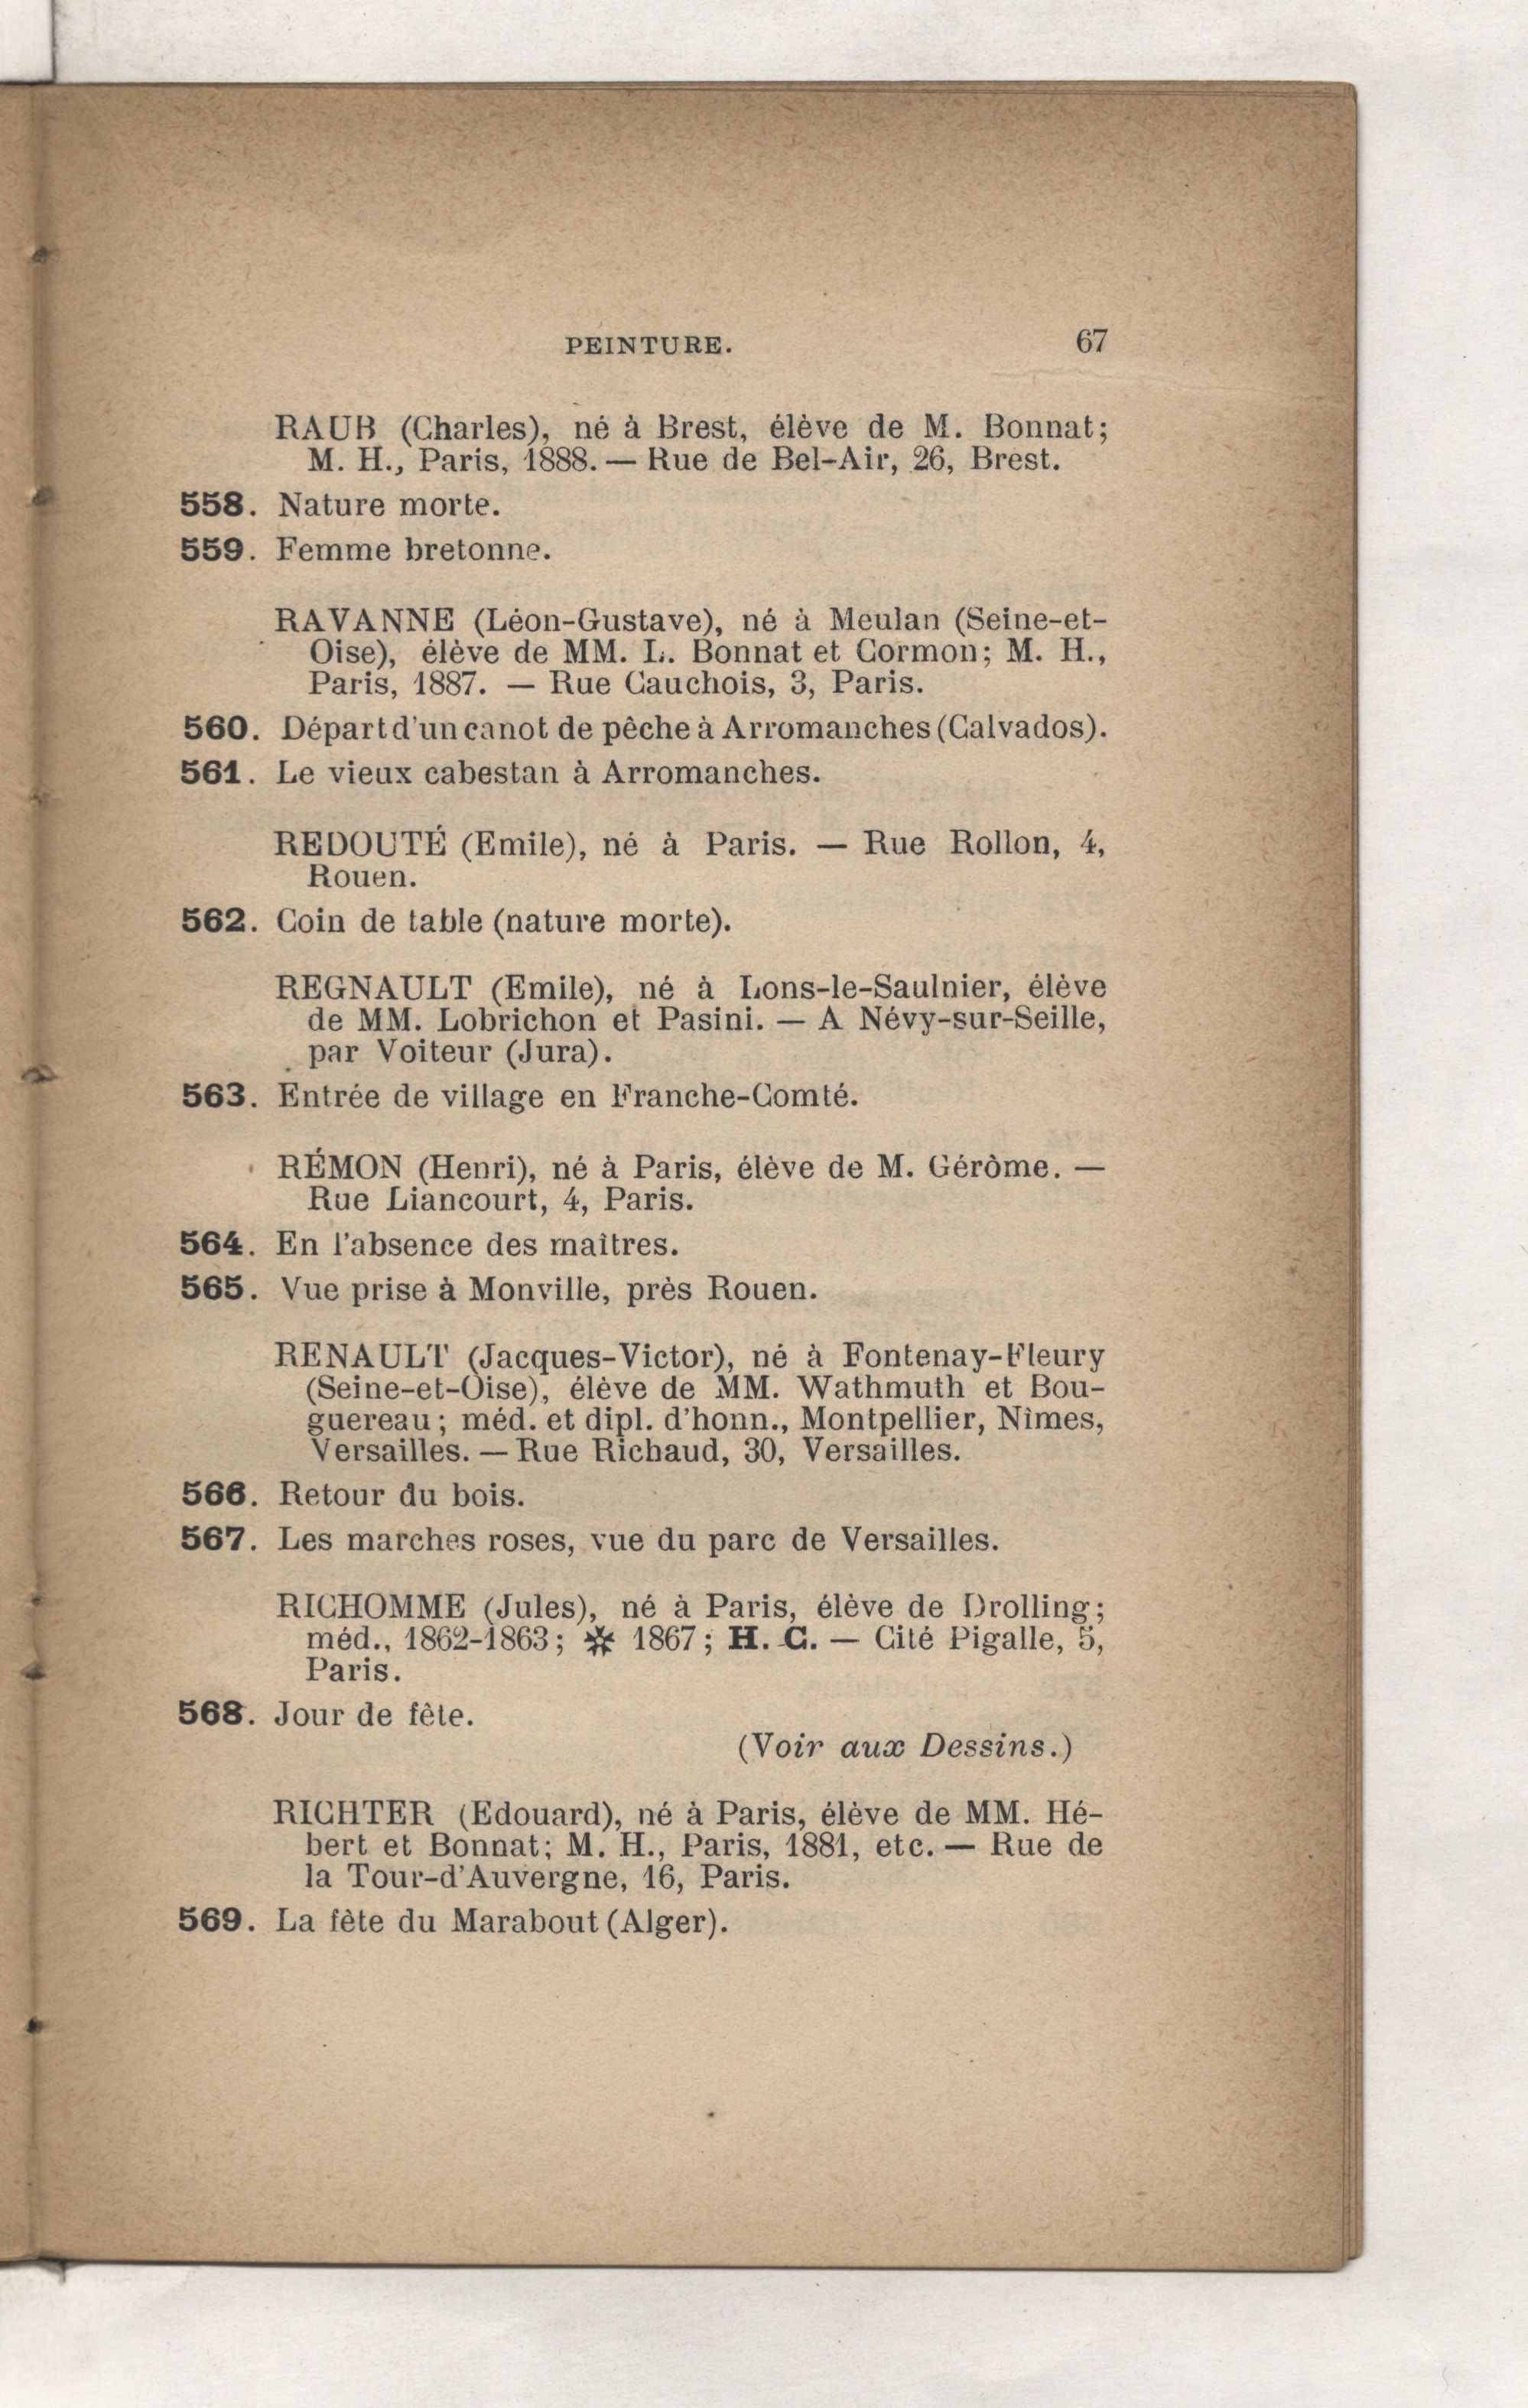 PEINTURE. 67
RAUB (Charles), né à Brest, élève de M. Bonnat;
M. H., Paris, 1888. — Rue de Bel-Air, 26, Brest.
558. Nature morte.
559. Femme bretonne.
RAVANNE (Léon-Gustave), né à Meulan (Seine-et-
Oise), élève de MM. L. Bonnat et Cormon; M. H.,
Paris, 1887. — Rue Cauchois, 3, Paris.
560. Départ d'un canot de pêche à Arromanches (Calvados).
561. Le vieux cabestan à Arromanches.
REDOUTÉ (Emile), né à Paris. — Rue Rollon, 4,
Rouen.
562. Coin de table (nature morte).
REGNAULT (Emile), né à Lons-le-Saulnier, élève
de MM. Lobrichon et Pasini. — A Névy-sur-Seille,
par Voiteur (Jura).
563. Entrée de village en Franche-Comté.
RÉMON (Henri), né à Paris, élève de M. Gérôme. —
Rue Liancourt, 4, Paris.
564. En l'absence des maîtres.
565. Vue prise à Monville, près Rouen.
RENAULT (Jacques-Victor), né à Fontenay-Fleury
(Seine-et-Oise), élève de MM. Wathmuth et Bou-
guereau; méd. et dipl. d'honn., Montpellier, Nîmes,
Versailles. — Rue Richaud, 30, Versailles.
566. Retour du bois.
567. Les marches roses, vue du parc de Versailles.
RICHOMME (Jules), né à Paris, élève de Drolling;
méd., 1862-1863; ✻ 1867; H. C. — Cité Pigalle, 5,
Paris.
568. Jour de fête.
(Voir aux Dessins.)
RICHTER (Edouard), né à Paris, élève de MM. Hé-
bert et Bonnat; M. H., Paris, 1881, etc. — Rue de
la Tour-d'Auvergne, 16, Paris.
569. La fête du Marabout (Alger).